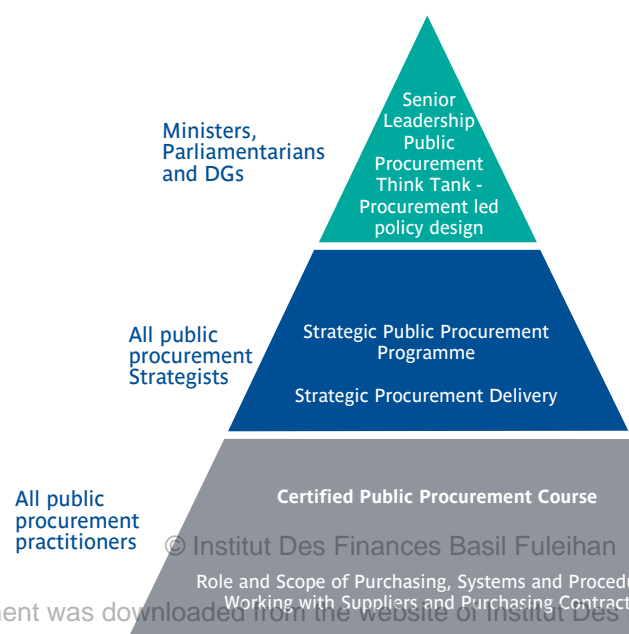 Ministers,
Parliamentarians
and DGs
Senior
Leadership
Public
Procurement
Think Tank -
Procurement led
policy design
All public
procurement
Strategists
Strategic Public Procurement
Programme
Strategic Procurement Delivery
All public
procurement
practitioners
Certified Public Procurement Course
© Institut Des Finances Basil Fuleihan
Role and Scope of Purchasing, Systems and
Working with Suppliers and Purchasing
was downloaded from the website of Institut Des